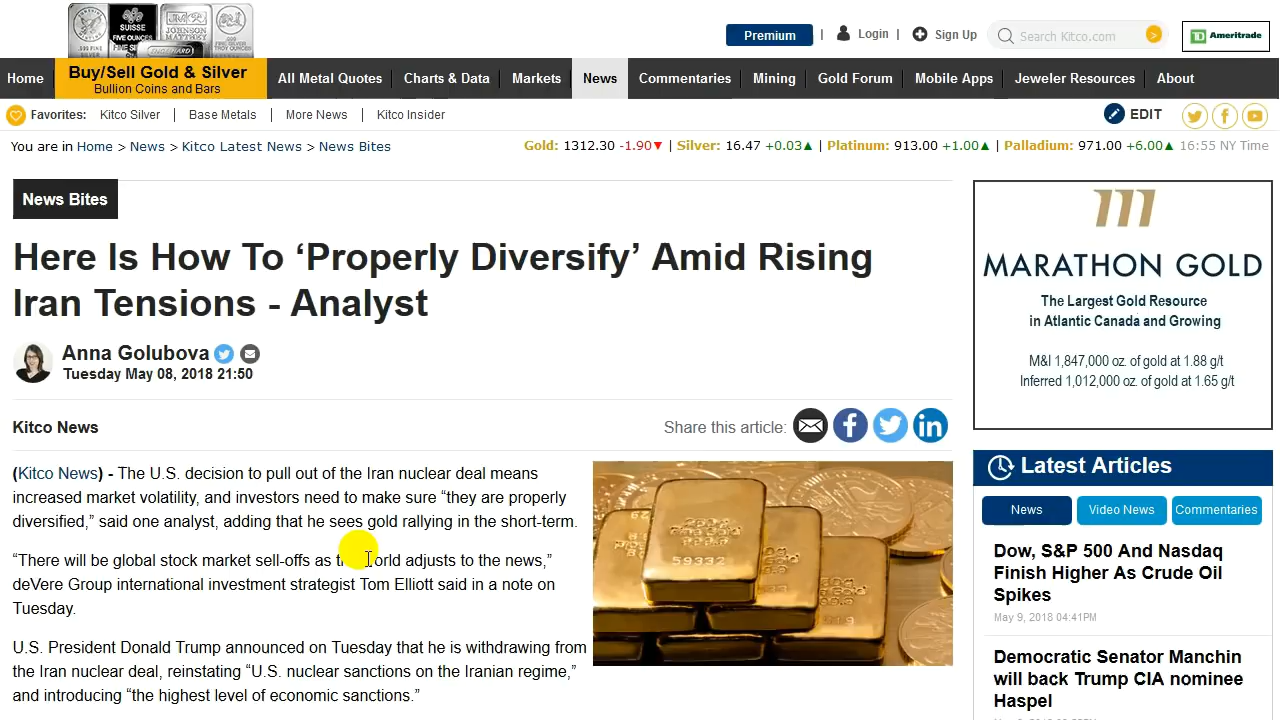 SUISSE
FIVE OUNCES
JOHNSON
MATTHEY
Premium | Login | Sign Up Search Kitco.com Ameritrade
Home Buy/Sell Gold & Silver All Metal Quotes Charts & Data Markets News Commentaries Mining Gold Forum Mobile Apps Jeweler Resources About
Bullion Coins and Bars
Favorites: Kitco Silver | Base Metals | More News | Kitco Insider EDIT
You are in Home > News > Kitco Latest News > News Bites Gold: 1312.30 -1.90▼ | Silver: 16.47 +0.03▲ | Platinum: 913.00 +1.00▲ | Palladium: 971.00 +6.00▲ 16:55 NY Time
News Bites
Here Is How To ‘Properly Diversify’ Amid Rising
Iran Tensions - Analyst
Anna Golubova
Tuesday May 08, 2018 21:50
Kitco News Share this article:
(Kitco News) - The U.S. decision to pull out of the Iran nuclear deal means
increased market volatility, and investors need to make sure “they are properly
diversified,” said one analyst, adding that he sees gold rallying in the short-term.
“There will be global stock market sell-offs as the world adjusts to the news,”
deVere Group international investment strategist Tom Elliott said in a note on
Tuesday.
U.S. President Donald Trump announced on Tuesday that he is withdrawing from
the Iran nuclear deal, reinstating “U.S. nuclear sanctions on the Iranian regime,”
and introducing “the highest level of economic sanctions.”
59332
MARATHON GOLD
The Largest Gold Resource
in Atlantic Canada and Growing
M&I 1,847,000 oz. of gold at 1.88 g/t
Inferred 1,012,000 oz. of gold at 1.65 g/t
Latest Articles
News Video News Commentaries
Dow, S&P 500 And Nasdaq
Finish Higher As Crude Oil
Spikes
May 9, 2018 04:41PM
Democratic Senator Manchin
will back Trump CIA nominee
Haspel